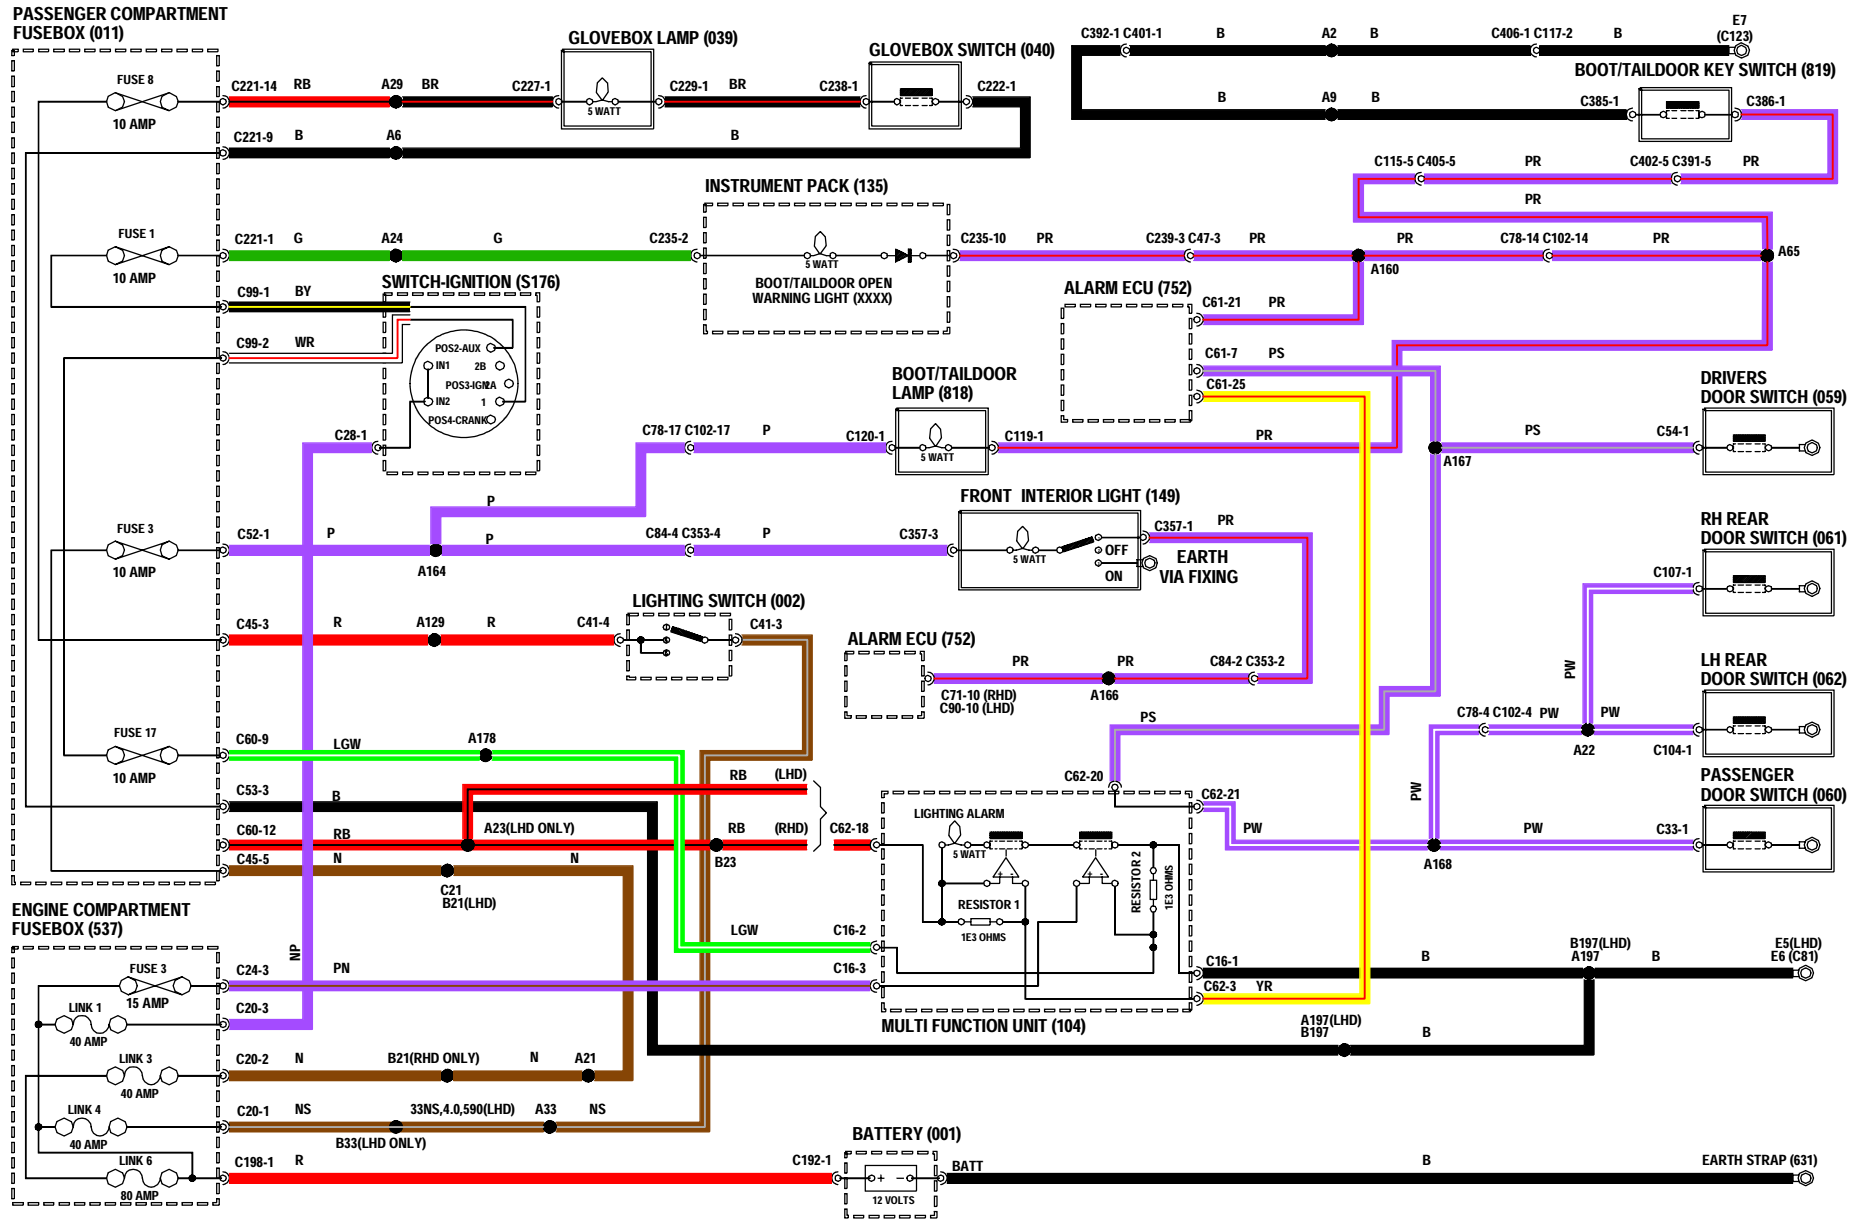 PASSENGER COMPARTMENT
FUSEBOX (011)
FUSE 8
10 AMP
C221-14 RB A29 BR C227-1
GLOVEBOX LAMP (039)
5 WATT
C229-1 BR C238-1
GLOVEBOX SWITCH (040)
C222-1
C221-9 B A6 B
C392-1 C401-1 B A2 B C406-1 C117-2 B
E7
(C123)
BOOT/TAILDOOR KEY SWITCH (819)
B A9 B C385-1 C386-1
C115-5 C405-5 PR C402-5 C391-5 PR
PR
FUSE 1
10 AMP
C221-1 G A24 G C235-2
INSTRUMENT PACK (135)
5 WATT
BOOT/TAILDOOR OPEN
WARNING LIGHT (XXXX)
C235-10 PR C239-3 C47-3 PR PR C78-14 C102-14 PR A65
A160
C99-1 BY
C99-2 WR
SWITCH-IGNITION (S176)
POS2-AUX
IN1 2B
POS3-IGN 2A
IN2 1
POS4-CRANK
C28-1
ALARM ECU (752)
C61-21 PR
C61-7 PS
C61-25
BOOT/TAILDOOR
LAMP (818)
C78-17 C102-17 P C120-1
5 WATT
C119-1 PR
A167
PS C54-1
DRIVERS
DOOR SWITCH (059)
P
FUSE 3
10 AMP
C52-1 P P C84-4 C353-4 P C357-3
A164
FRONT INTERIOR LIGHT (149)
5 WATT
OFF
ON
C357-1 PR
EARTH
VIA FIXING
RH REAR
DOOR SWITCH (061)
C107-1
LIGHTING SWITCH (002)
C45-3 R A129 R C41-4 C41-3
ALARM ECU (752)
PR PR C84-2 C353-2
C71-10 (RHD)
C90-10 (LHD)
A166
PW
LH REAR
DOOR SWITCH (062)
C78-4 C102-4 PW PW
A22 C104-1
PS
FUSE 17
10 AMP
C60-9 LGW A178
C53-3 B
C60-12 RB A23(LHD ONLY)
RB (LHD)
RB (RHD) C62-18
B23
C45-5 N N
C21
B21(LHD)
C62-20
C62-21
PW
PW
PASSENGER
DOOR SWITCH (060)
PW C33-1
A168
LIGHTING ALARM
5 WATT
+ -
+ -
RESISTOR 1
1E3 OHMS
RESISTOR 2
1E3 OHMS
LGW C16-2
C16-3
MULTI FUNCTION UNIT (104)
C16-1 B
C62-3 YR
B197(LHD)
A197
B
E5(LHD)
E6 (C81)
A197(LHD)
B197
B
ENGINE COMPARTMENT
FUSEBOX (537)
FUSE 3
15 AMP
C24-3 PN
NP
LINK 1
40 AMP
C20-3
LINK 3
40 AMP
C20-2 N B21(RHD ONLY) N A21
LINK 4
40 AMP
C20-1 NS 33NS,4.0,590(LHD) A33 NS
B33(LHD ONLY)
LINK 6
80 AMP
C198-1 R C192-1
BATTERY (001)
+ -
12 VOLTS
BATT
B
EARTH STRAP (631)